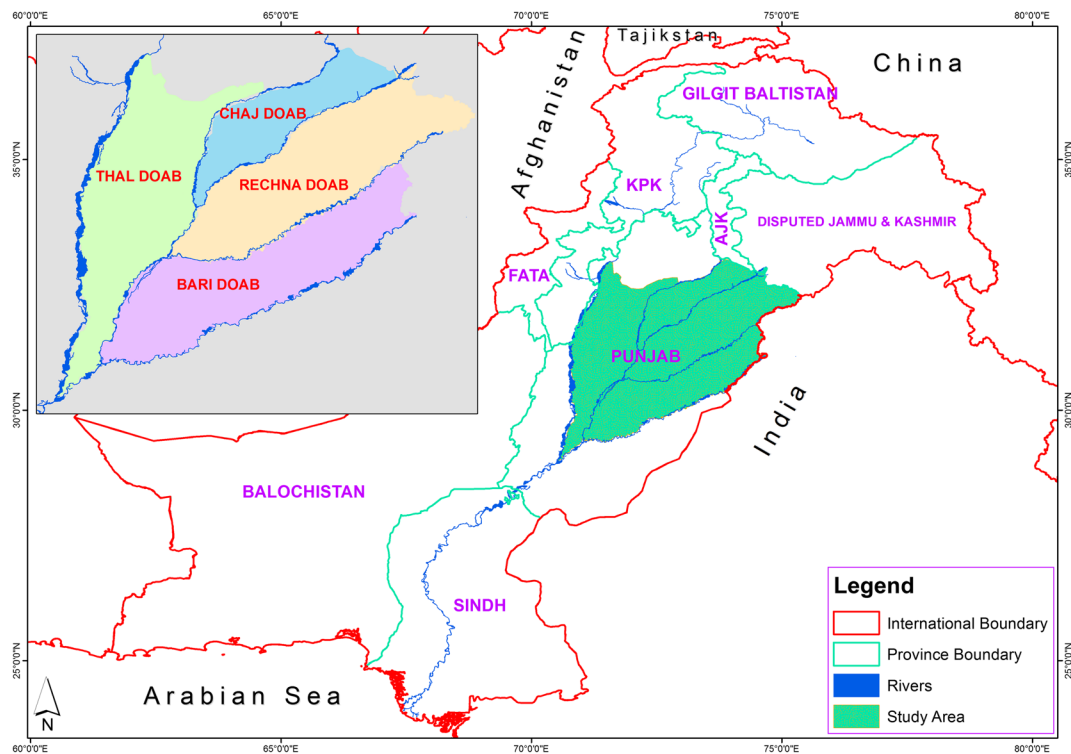 60°0'0"E 65°0'0"E 70°0'0"E 75°0'0"E 80°0'0"E
Tajikstan
China
Afghanistan
GILGIT BALTISTAN
CHAJ DOAB
35°0'0"N 35°0'0"N
THAL DOAB
RECHNA DOAB
KPK
AJK
DISPUTED JAMMU & KASHMIR
FATA
BARI DOAB
PUNJAB
30°0'0"N 30°0'0"N
India
BALOCHISTAN
SINDH
Legend
International Boundary
Province Boundary
Rivers
Study Area
25°0'0"N 25°0'0"N
Arabian Sea
N
60°0'0"E 65°0'0"E 70°0'0"E 75°0'0"E 80°0'0"E